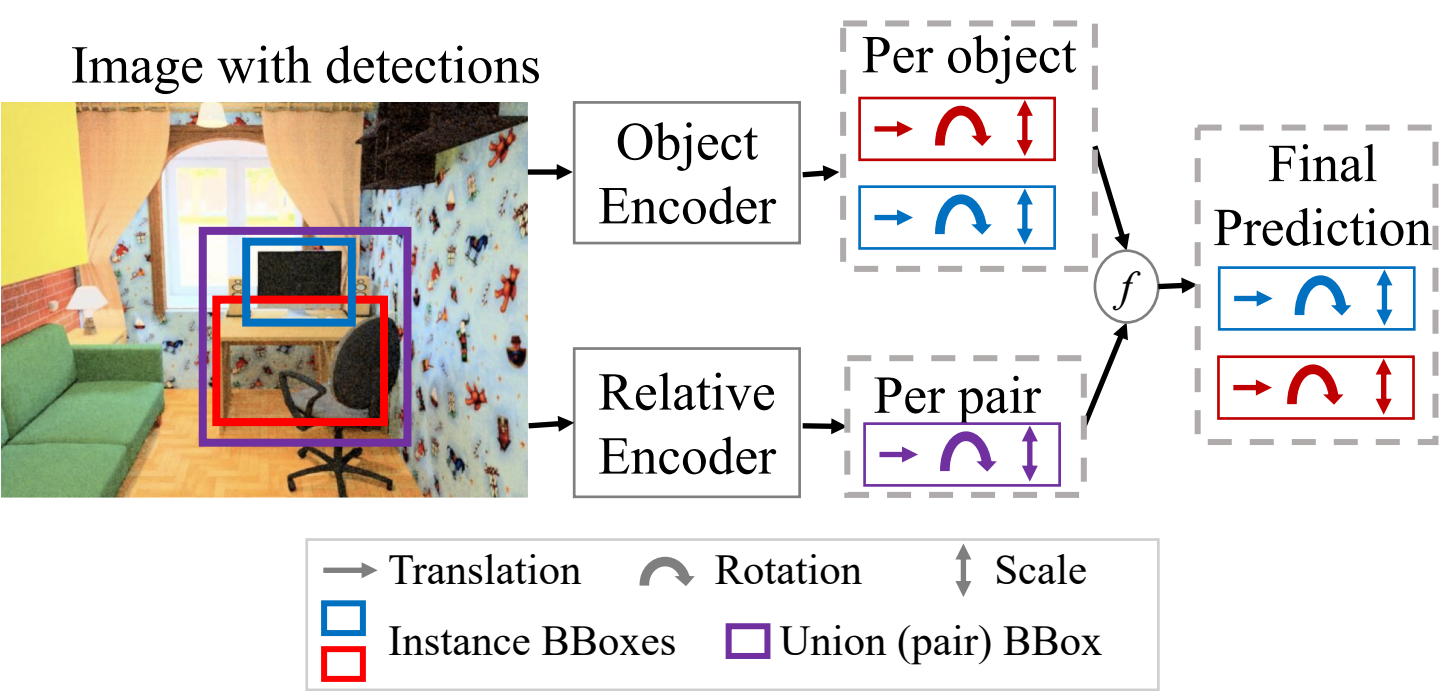 Image with detections
Object
Encoder
Relative
Encoder
Per object
Per pair
f
Final
Prediction
Translation
Rotation
Scale
Instance BBoxes
Union (pair) BBox